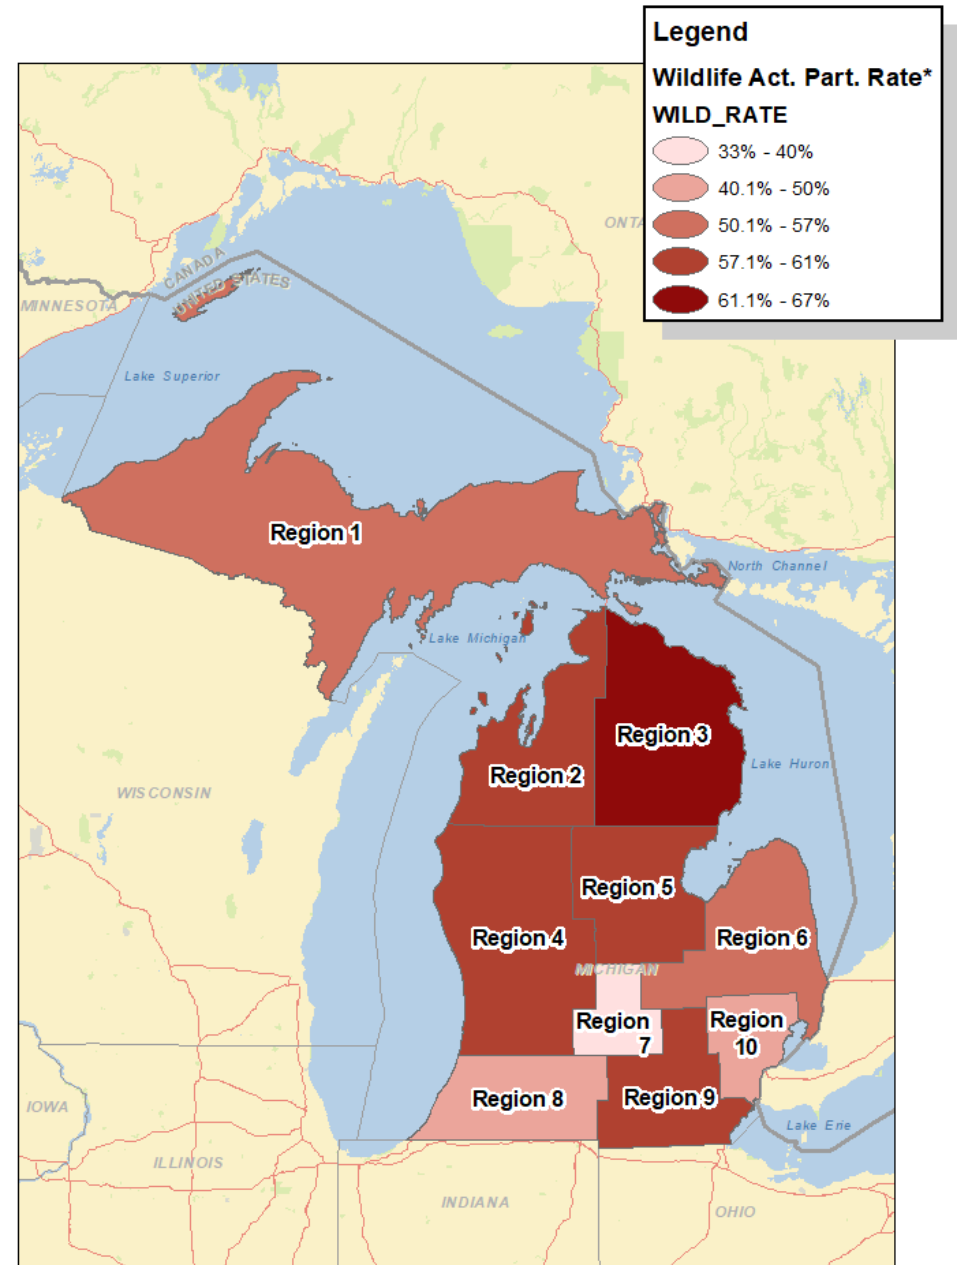 Legend
Wildlife Act. Part. Rate*
WILD_RATE
33% - 40%
40.1% - 50%
50.1% - 57%
57.1% - 61%
61.1% - 67%
ONTA
CANADA
UNITED STATES
MINNESOTA
Lake Superior
Region 1
North Channel
Lake Michigan
Region 3
Lake Huron
Region 2
WISCONSIN
Region 5
Region 4
Region 6
MICHIGAN
Region
7
Region
10
Region 8
Region 9
IOWA
Lake Erie
ILLINOIS
INDIANA
OHIO